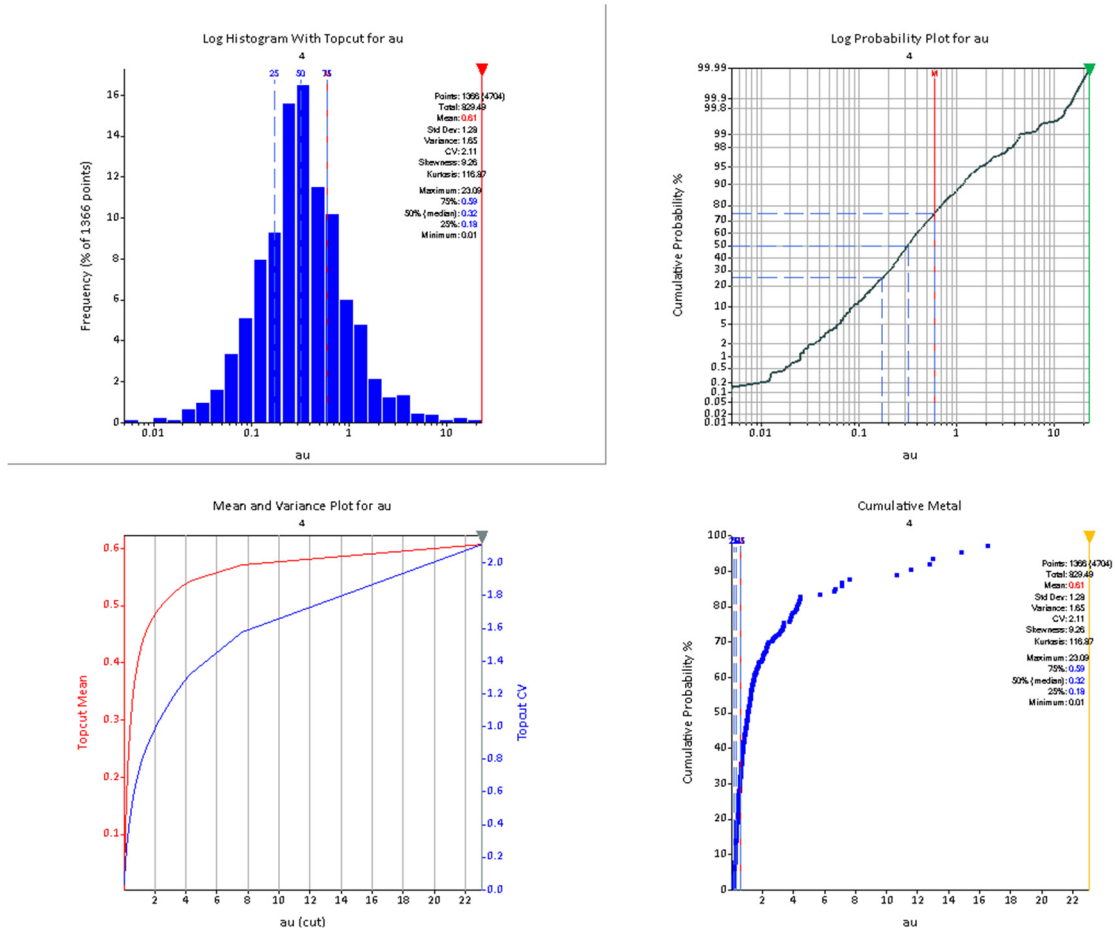 Log Histogram With Topcut for au
4
25 50 75
Points: 1366 (4704)
Total: 829.49
Mean: 0.61
Std Dev: 1.28
Variance: 1.65
CV: 2.11
Skewness: 9.26
Kurtosis: 116.87
Maximum: 23.09
75%: 0.59
50% (median): 0.32
25%: 0.18
Minimum: 0.01
16
14
12
10
8
6
4
2
0
Frequency (% of 1366 points)
0.01 0.1 1 10
au
Log Probability Plot for au
4
M
99.99
99.9
99.8
99
98
95
90
80
70
60
50
40
30
20
10
5
2
1
0.5
0.2
0.1
0.05
0.02
0.01
Cumulative Probability %
0.01 0.1 1 10
au
Mean and Variance Plot for au
4
0.6
0.5
0.4
0.3
0.2
0.1
Topcut Mean
2.0
1.8
1.6
1.4
1.2
1.0
0.8
0.6
0.4
0.2
0.0
Topcut CV
2 4 6 8 10 12 14 16 18 20 22
au (cut)
Cumulative Metal
4
100
90
80
70
60
50
40
30
20
10
0
Cumulative Probability %
Points: 1366 (4704)
Total: 829.49
Mean: 0.61
Std Dev: 1.28
Variance: 1.65
CV: 2.11
Skewness: 9.26
Kurtosis: 116.87
Maximum: 23.09
75%: 0.59
50% (median): 0.32
25%: 0.18
Minimum: 0.01
2 4 6 8 10 12 14 16 18 20 22
au